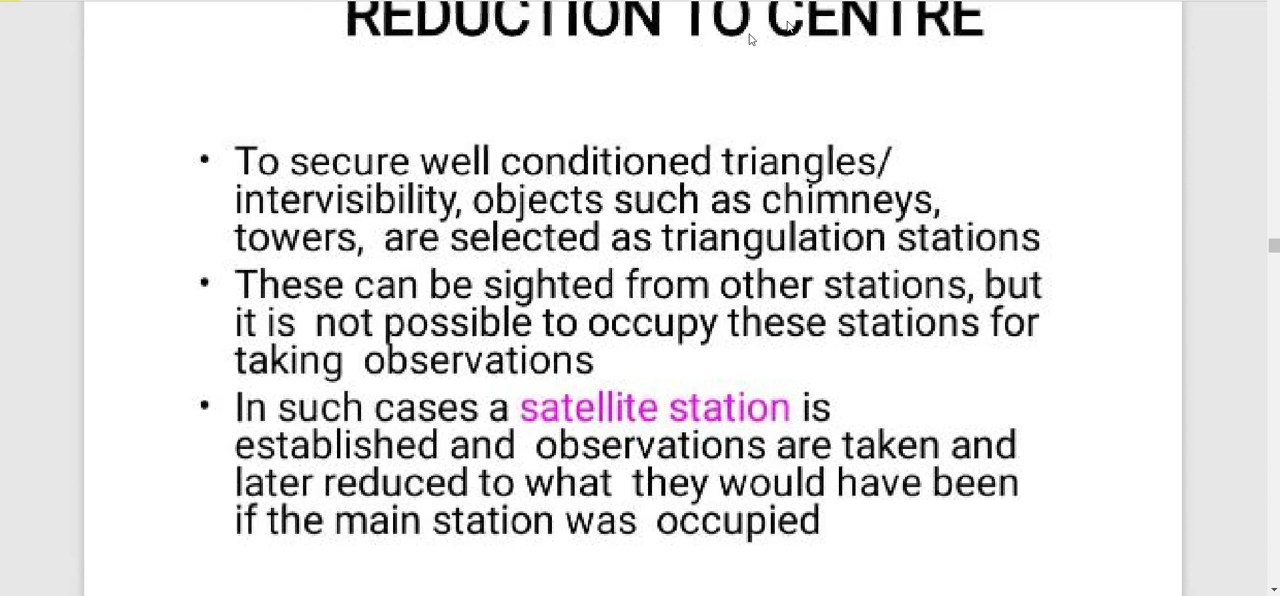 REDUCTION TO CENTRE
• To secure well conditioned triangles/
intervisibility, objects such as chimneys,
towers, are selected as triangulation stations
• These can be sighted from other stations, but
it is not possible to occupy these stations for
taking observations
• In such cases a satellite station is
established and observations are taken and
later reduced to what they would have been
if the main station was occupied